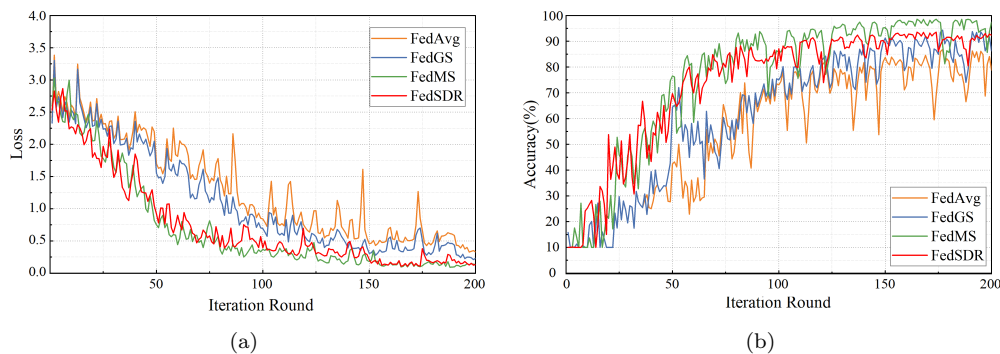 4.0
3.5
3.0
2.5
2.0
1.5
1.0
0.5
0.0
Loss
50
100
150
200
Iteration Round
FedAvg
FedGS
FedMS
FedSDR
(a)
100
90
80
70
60
50
40
30
20
10
0
Accuracy(%)
0
50
100
150
200
Iteration Round
FedAvg
FedGS
FedMS
FedSDR
(b)